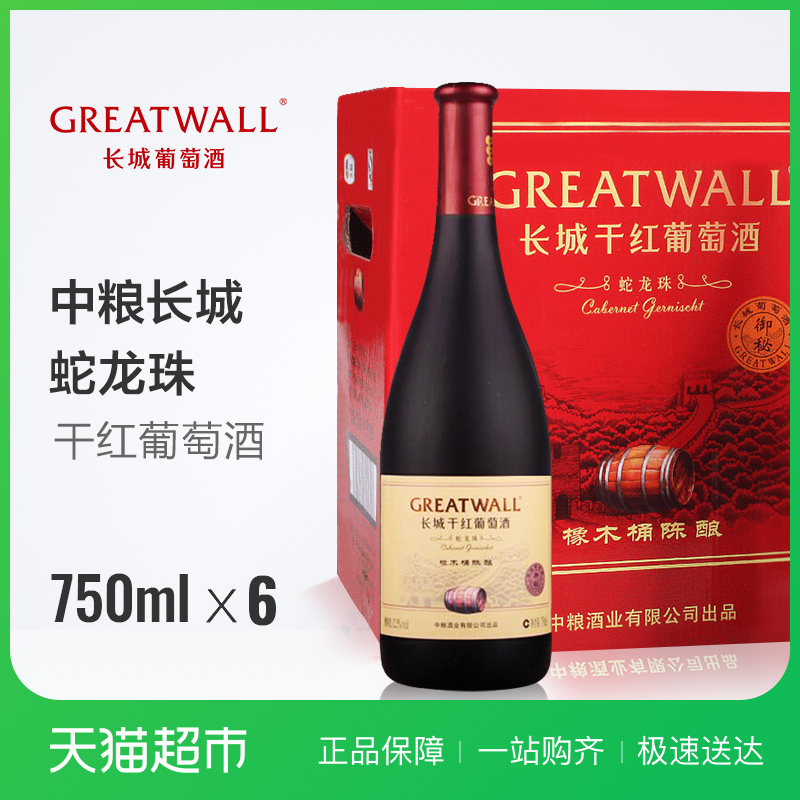 GREATWALL®
长城葡萄酒
中粮长城
蛇龙珠
干红葡萄酒
750ml X 6
GREATWALL
长城干红葡萄酒
蛇龙珠
Cabernet Gernischt
长城葡萄酒
御秘
GREATWALL
橡木桶陈酿
中粮酒业有限公司出品
GREATWALL
GREATWALL®
长城干红葡萄酒
蛇龙珠
Cabernet Gernischt
橡木桶陈酿
中粮酒业有限公司出品
天猫超市
正品保障
一站购齐
极速送达